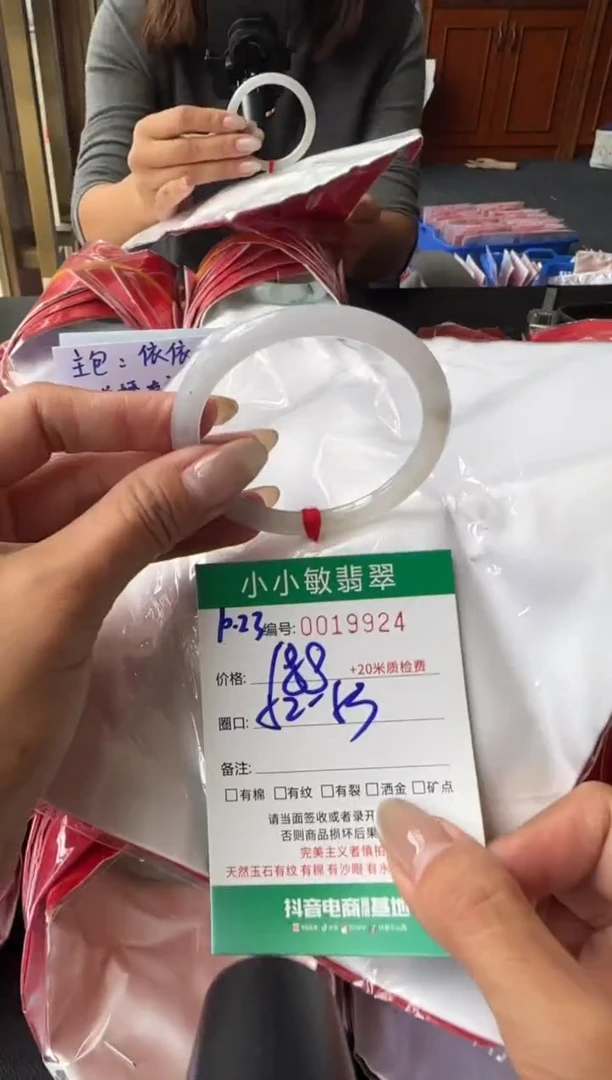 主包：依依
小小敏翡翠
10.23 编号: 0019924
价格: 188 +20米质检费
圈口:
备注:
□有棉 □有纹 □有裂 □洒金 □矿点
请当面签收或者录开
否则商品损坏后果
完美主义者慎拍
天然玉石有纹 有棉 有沙眼 有
抖音电商 基地